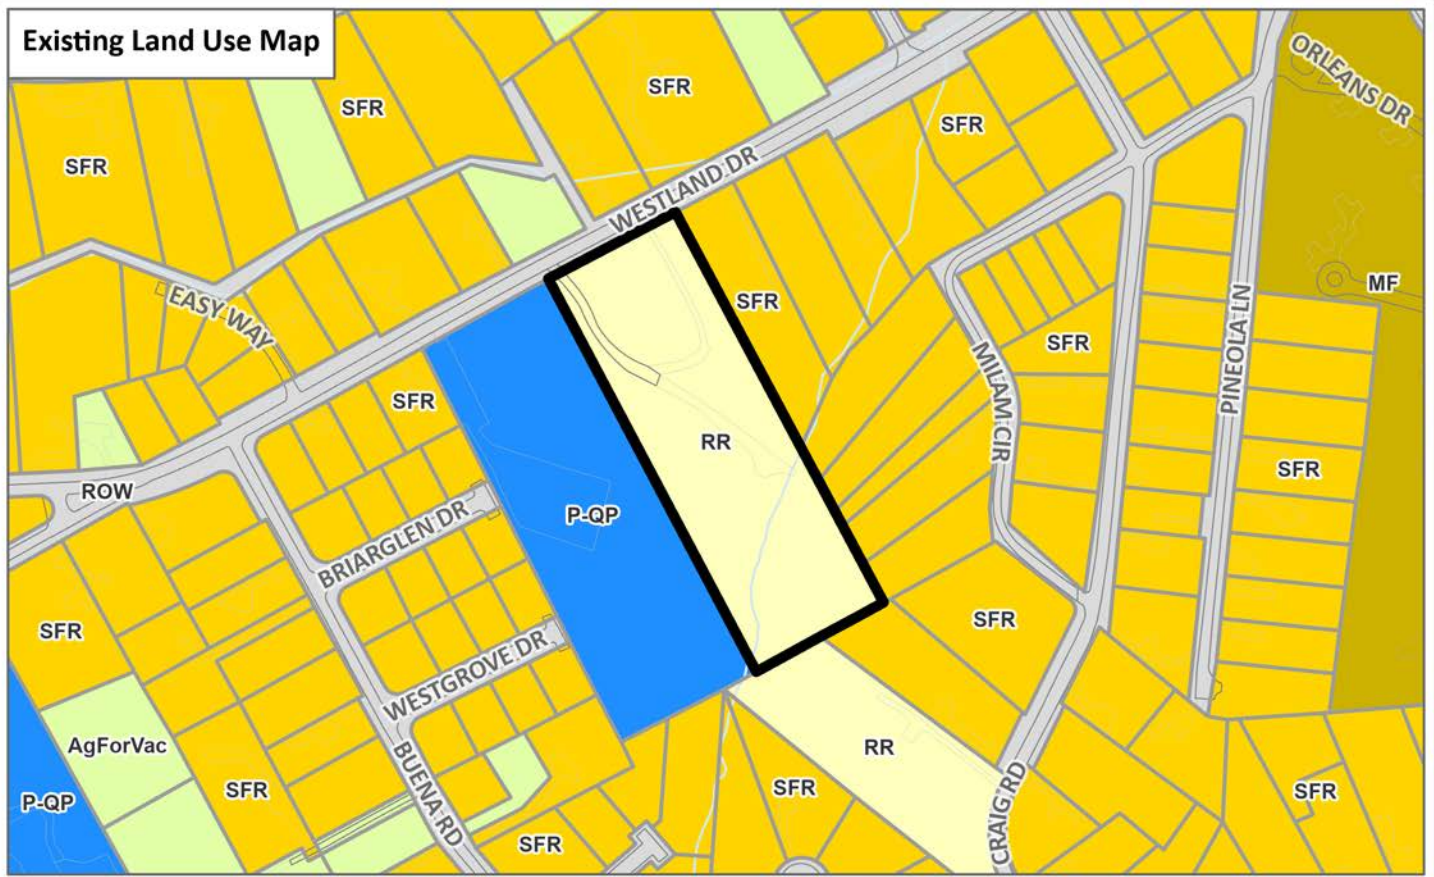 Existing Land Use Map
ORLEANS DR
SFR
SFR
SFR
SFR
WESTLAND DR
MF
EASY WAY
SFR
PINEOLA LN
SFR
MILAM CIR
SFR
RR
SFR
ROW
P-QP
BRIARGLEN DR
SFR
SFR
WESTGROVE DR
AgForVac
RR
SFR
SFR
SFR
P-QP
BUENA RD
CRAIG RD
SFR